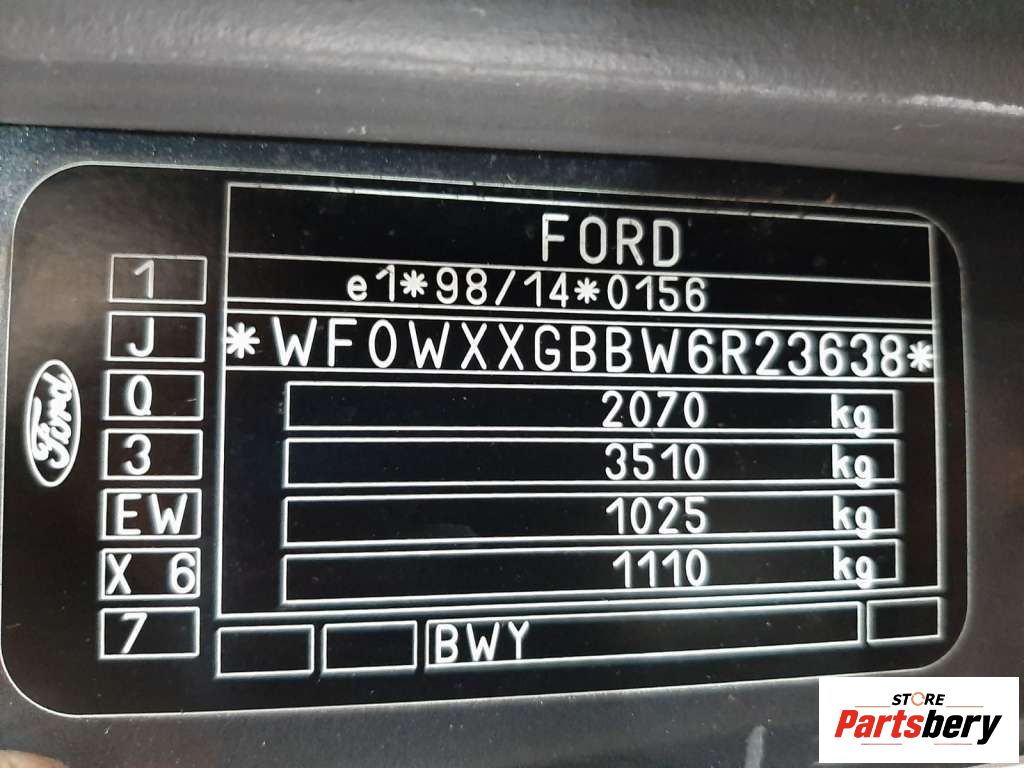 FORD
e1*98/14*0156
*WF0WXXGBBW6R23638*
2070 kg
3510 kg
1025 kg
1110 kg
BWY
1
J
Q
3
EW
X 6
7
Ford
STORE
Partsbery